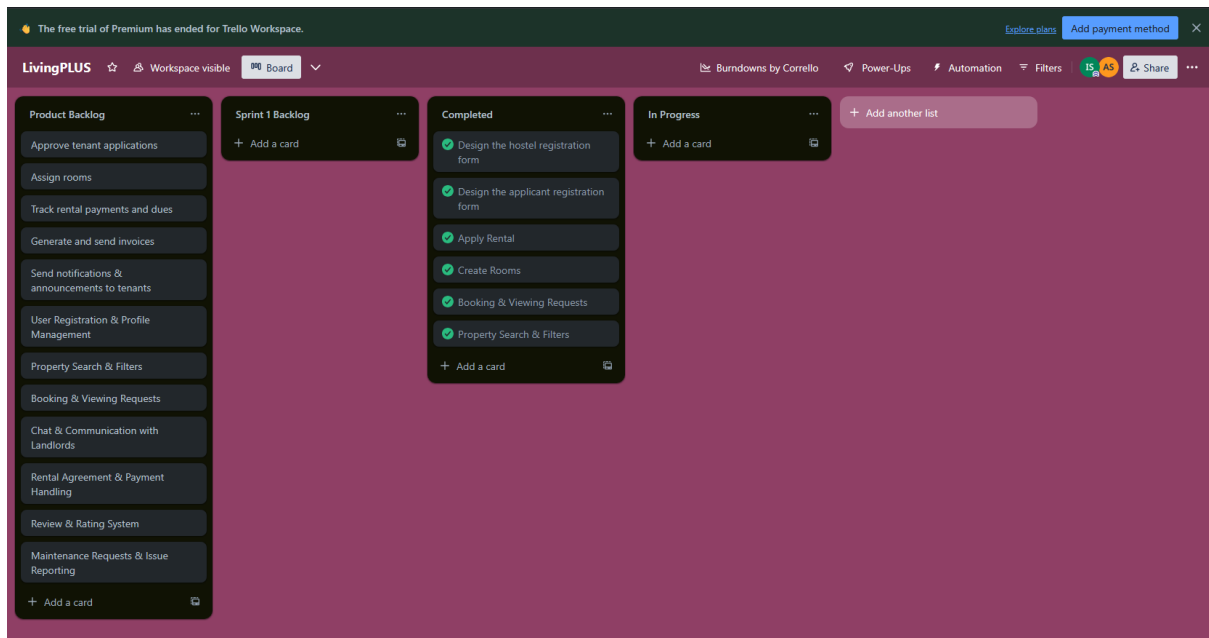 The free trial of Premium has ended for Trello Workspace.
Explore plans
Add payment method
LivingPLUS
Workspace visible
Board
Burndowns by Corrello
Power-Ups
Automation
Filters
IS
AS
Share
Product Backlog
Approve tenant applications
Assign rooms
Track rental payments and dues
Generate and send invoices
Send notifications &
announcements to tenants
User Registration & Profile
Management
Property Search & Filters
Booking & Viewing Requests
Chat & Communication with
Landlords
Rental Agreement & Payment
Handling
Review & Rating System
Maintenance Requests & Issue
Reporting
+ Add a card
Sprint 1 Backlog
+ Add a card
Completed
Design the hostel registration
form
Design the applicant registration
form
Apply Rental
Create Rooms
Booking & Viewing Requests
Property Search & Filters
+ Add a card
In Progress
+ Add a card
+ Add another list